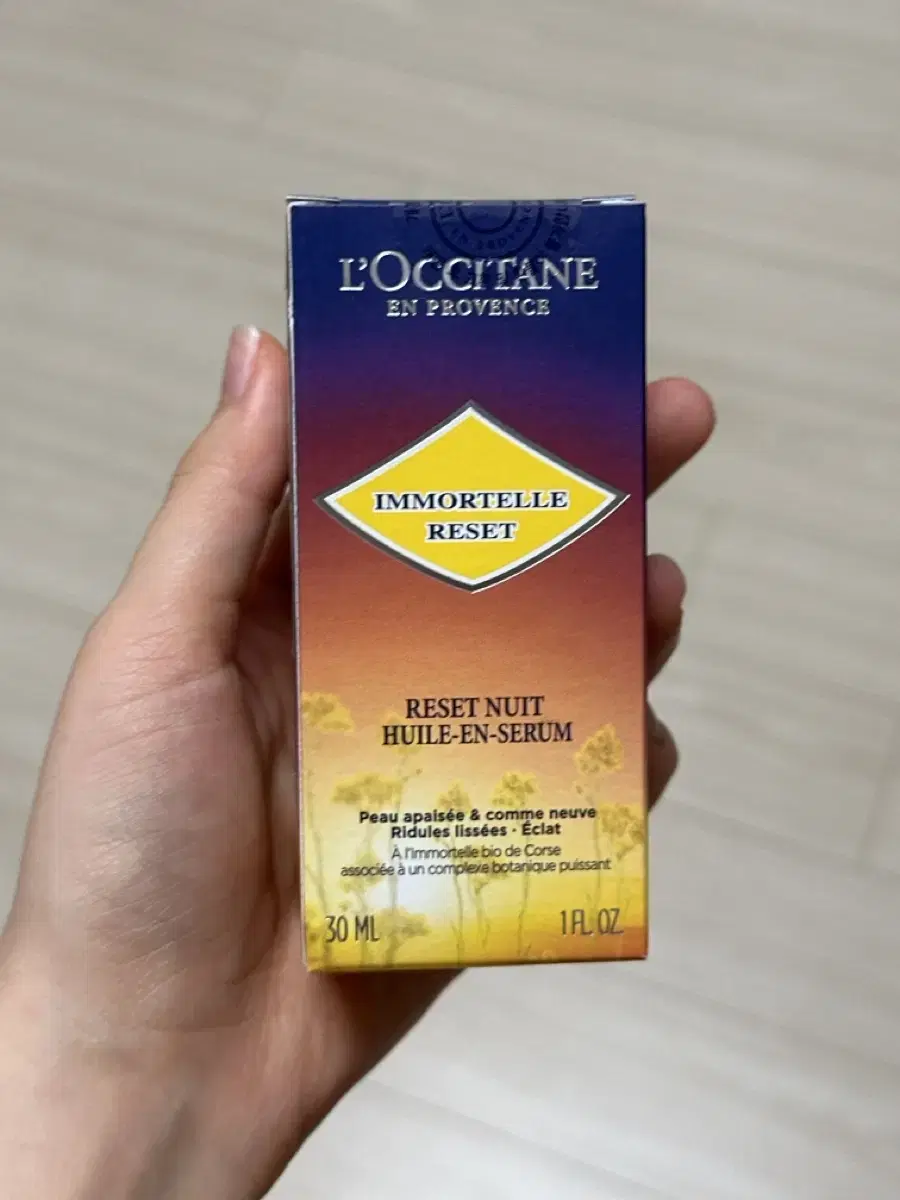 L'OCCITANE
EN PROVENCE
IMMORTELLE
RESET
RESET NUIT
HUILE-EN-SERUM
Peau apaisée & comme neuve
Ridules lissées · Éclat
À l'Immortelle bio de Corse
associée à un complexe botanique puissant
30 ML
1 FL. OZ.